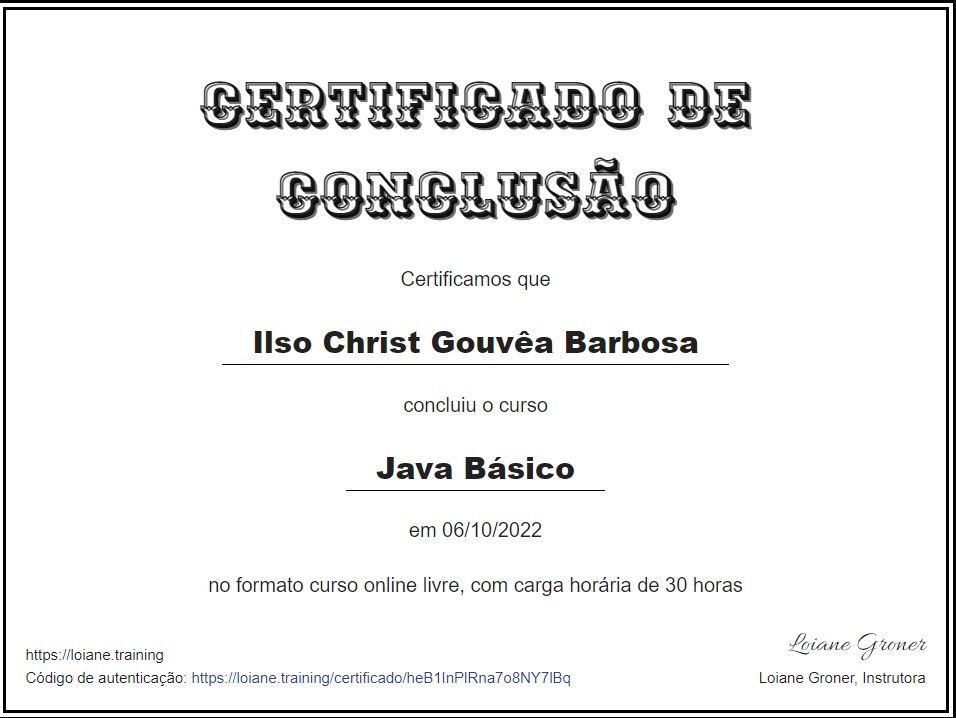 CERTIFICADO DE
CONCLUSÃO
Certificamos que
Ilso Christ Gouvêa Barbosa
concluiu o curso
Java Básico
em 06/10/2022
no formato curso online livre, com carga horária de 30 horas
Loiane Groner
https://loiane.training
Código de autenticação: https://loiane.training/certificado/heB1InPlRna7o8NY7lBq
Loiane Groner, Instrutora